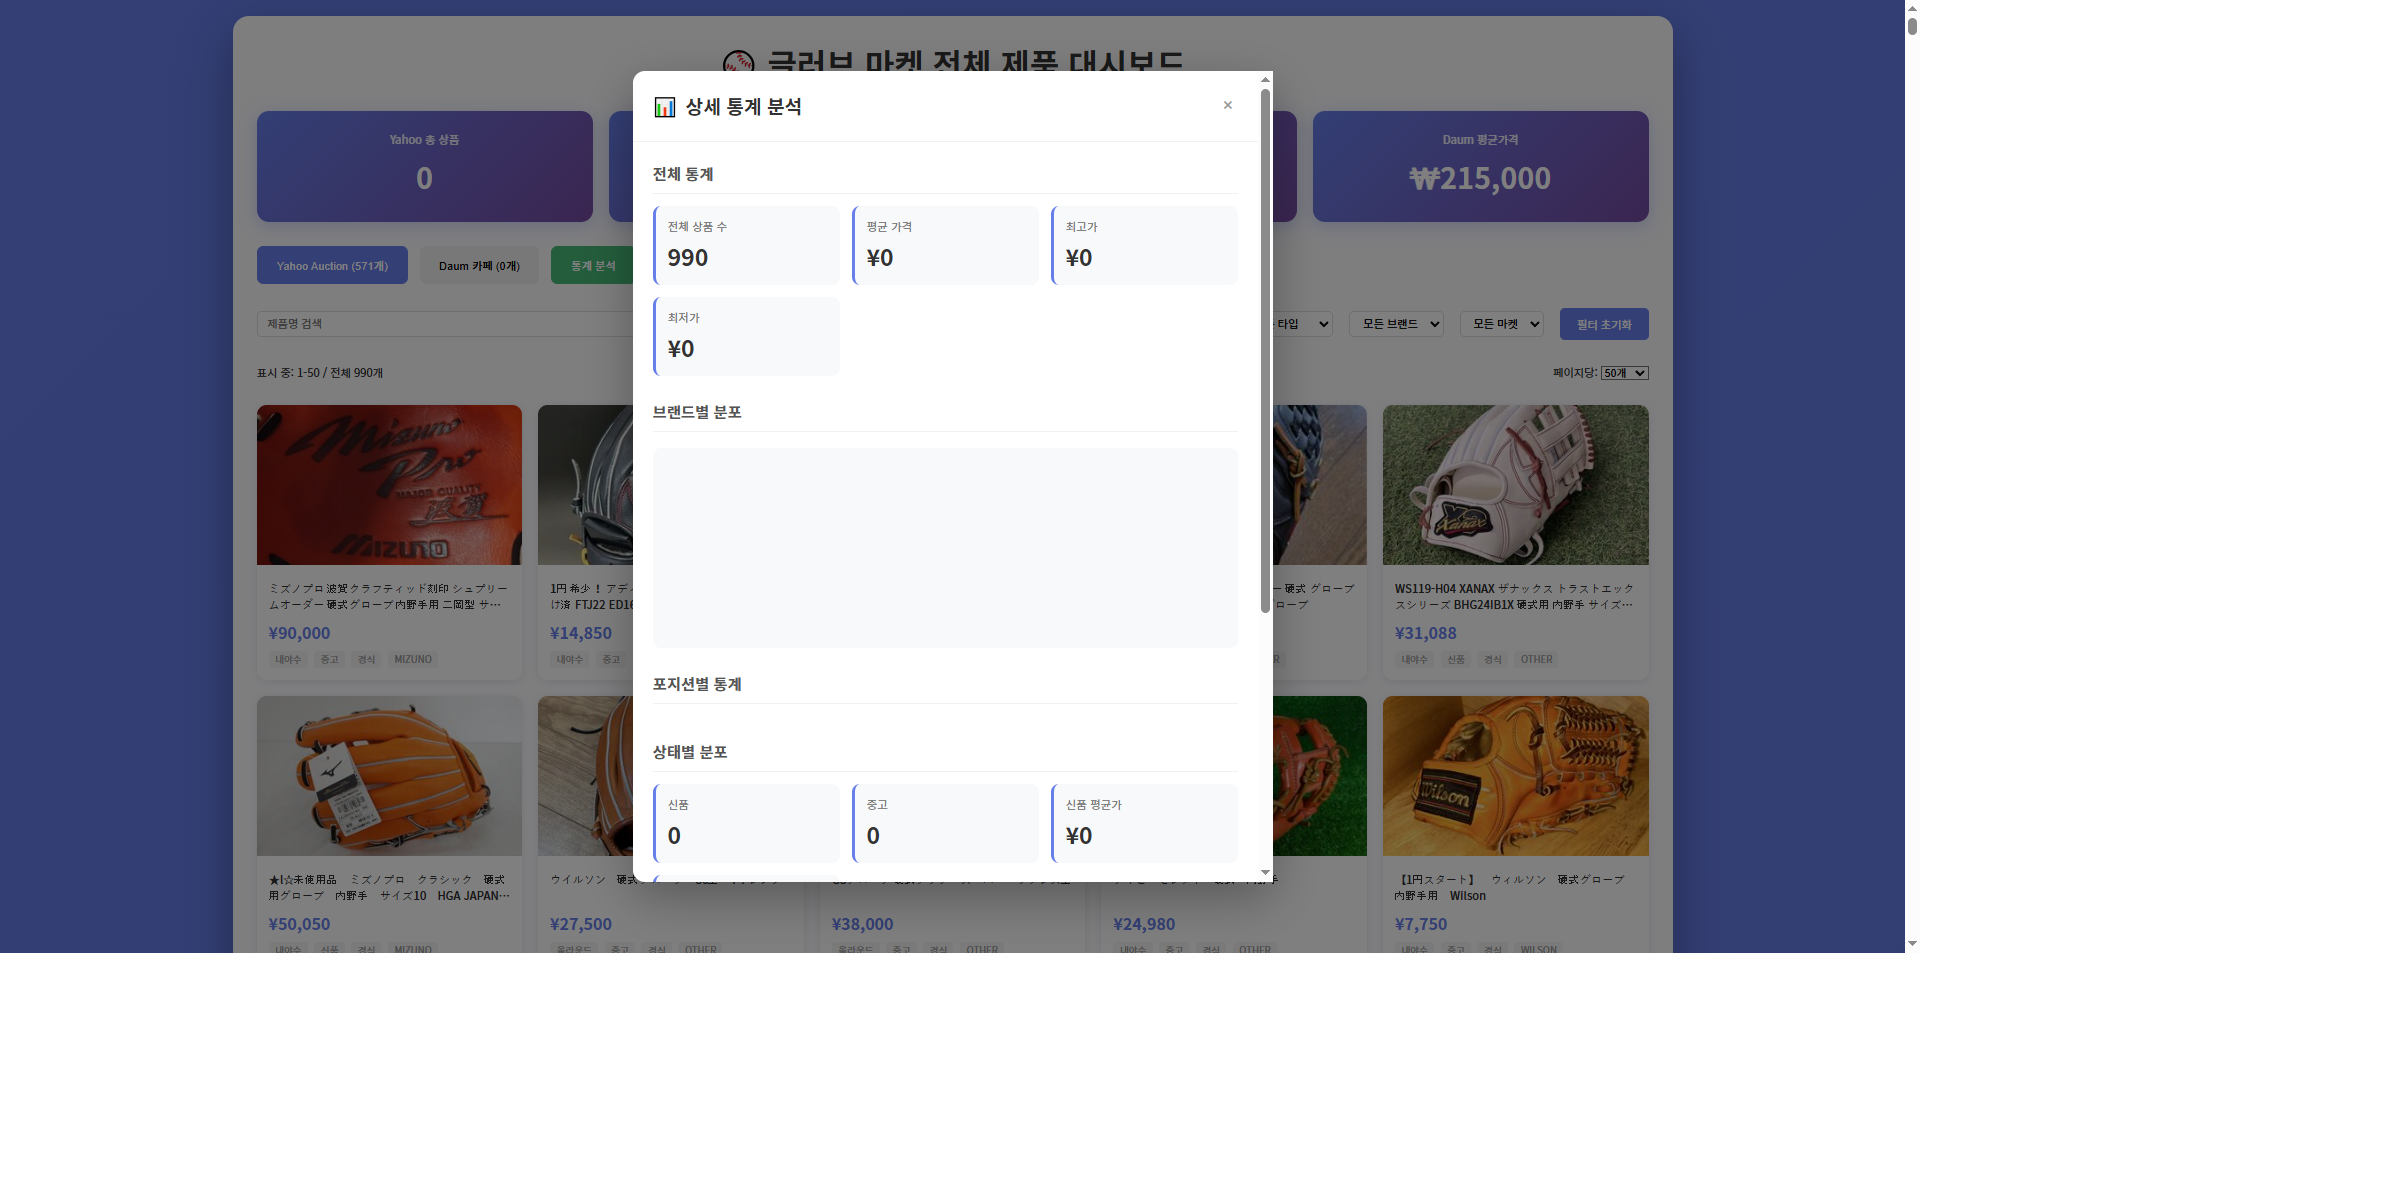 글러브 마켓 전체 제품 대시보드
📊 상세 통계 분석
×
Yahoo 총 상품
0
Daum 평균가격
₩215,000
Yahoo Auction (571개)
Daum 카페 (0개)
통계 분석
제품명 검색
타입
모든 브랜드
모든 마켓
필터 초기화
표시 중: 1-50 / 전체 990개
페이지당: 50개
전체 통계
전체 상품 수
990
평균 가격
¥0
최고가
¥0
최저가
¥0
브랜드별 분포
포지션별 통계
상태별 분포
신품
0
중고
0
신품 평균가
¥0
Mizuno
Pro
MAJOR QUALITY
波賀
MIZUNO
ミズノプロ 波賀クラフティッド刻印 シュプリー
ムオーダー 硬式グローブ 内野手用 二岡型 サ…
¥90,000
내야수 중고 경식 MIZUNO
1円 希少！ アディ
け済 FTJ22 ED16
¥14,850
내야수 중고
ー 硬式 グローブ
ローブ
Xanax
WS119-H04 XANAX ザナックス トラストエック
スシリーズ BHG24IB1X 硬式用 内野手 サイズ…
¥31,088
내야수 신품 경식 OTHER
★I☆未使用品　ミズノプロ　クラシック　硬式
用グローブ　内野手　サイズ10　HGA JAPAN…
¥50,050
내야수 신품 경식 MIZUNO
ウイルソン　硬式
¥27,500
올라운드 중고 경식 OTHER
¥38,000
올라운드 중고 경식 OTHER
¥24,980
내야수 중고 경식 OTHER
Wilson
【1円スタート】　ウィルソン　硬式グローブ
内野手用　Wilson
¥7,750
내야수 중고 경식 WILSON